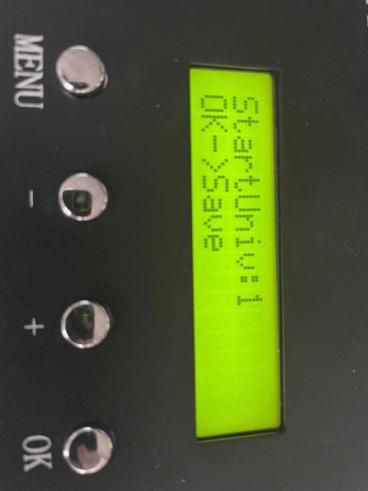 StartUniv:1
OK->Save
MENU
-
+
OK